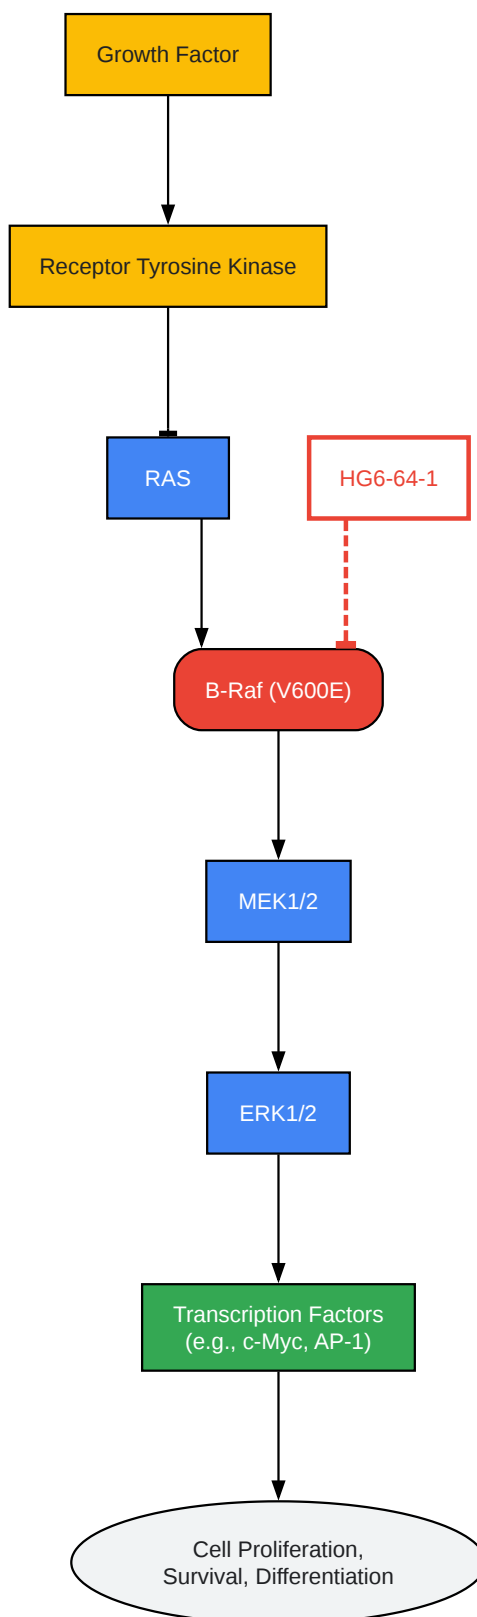 Growth Factor
Receptor Tyrosine Kinase
RAS
HG6-64-1
B-Raf (V600E)
MEK1/2
ERK1/2
Transcription Factors
(e.g., c-Myc, AP-1)
Cell Proliferation,
Survival, Differentiation